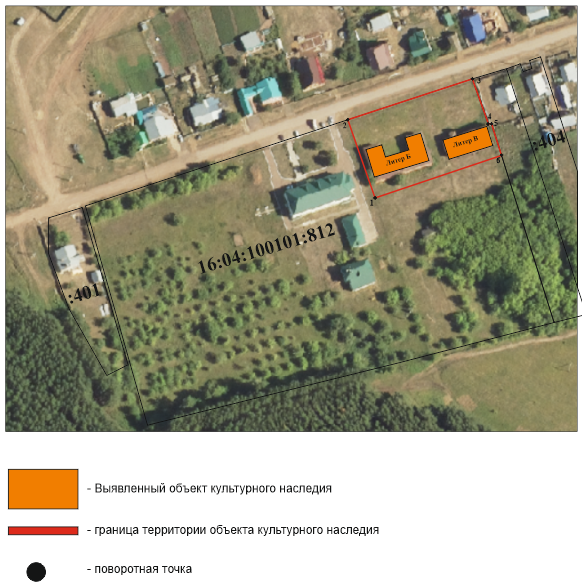 3
2
5
Литер В
:404
Литер Б
6
1
16:04:100101:812
:401
- Выявленный объект культурного наследия
- граница территории объекта культурного наследия
- поворотная точка